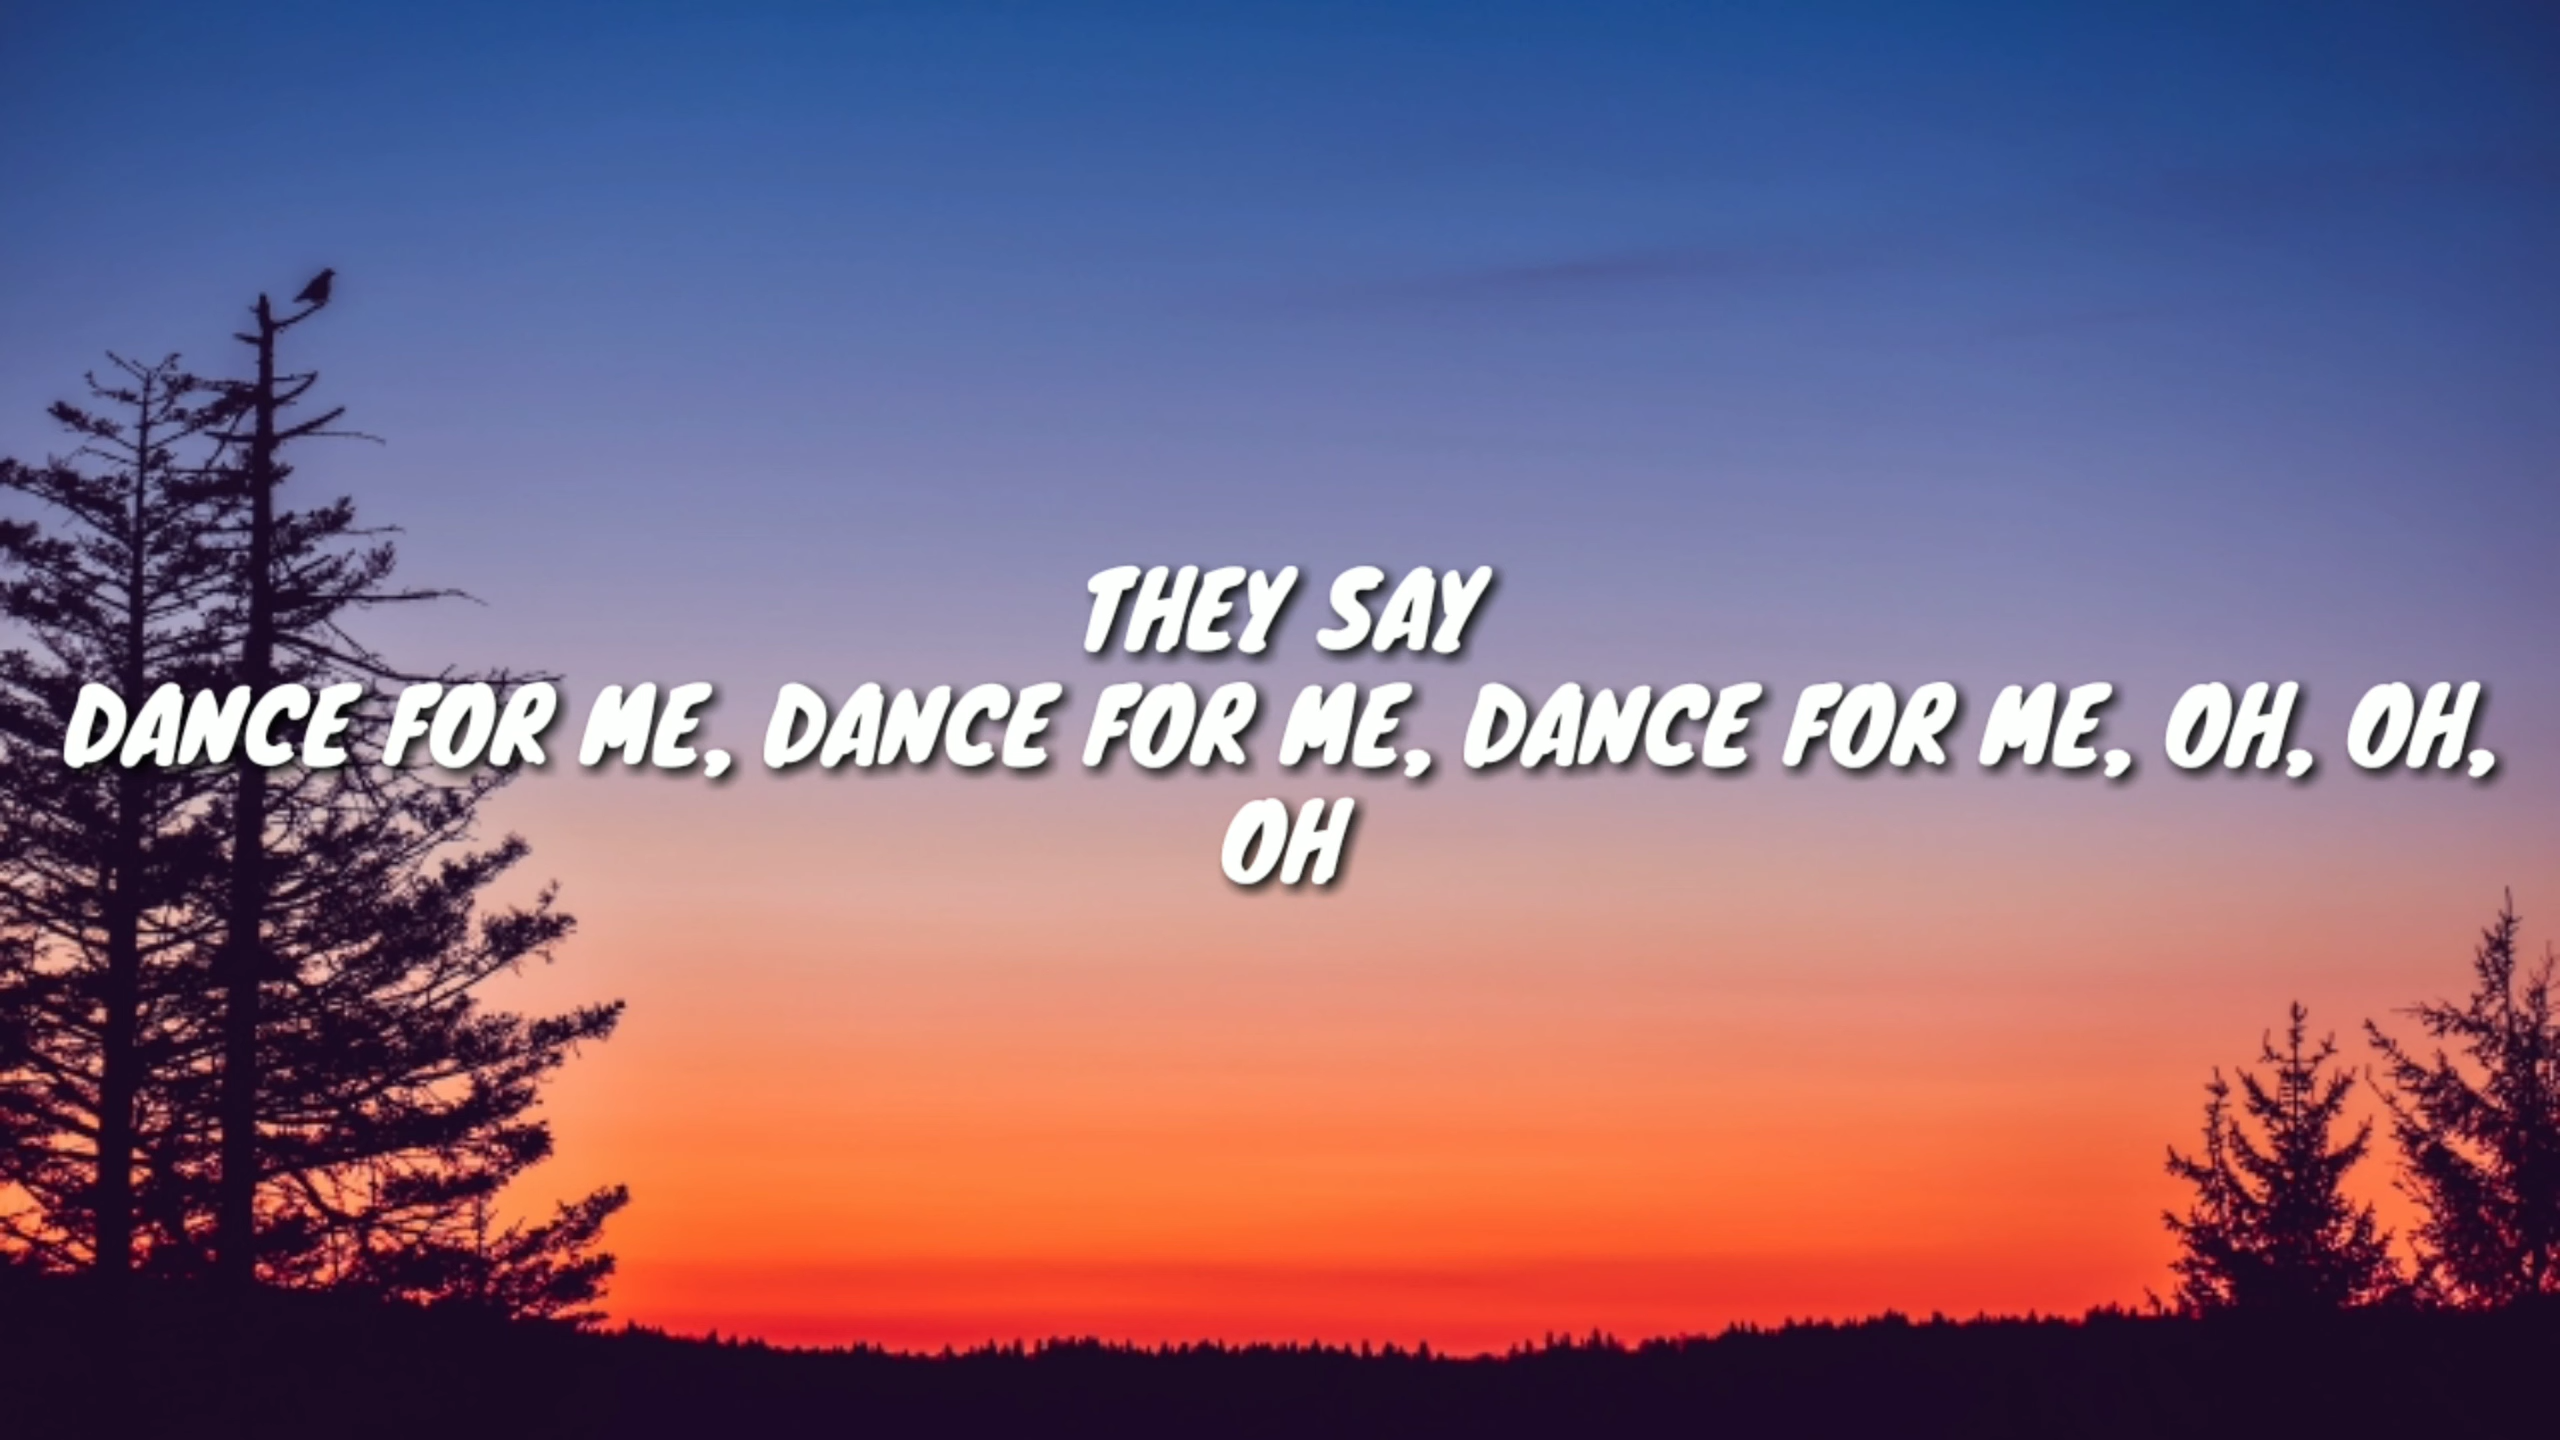 THEY SAY
DANCE FOR ME, DANCE FOR ME, DANCE FOR ME, OH, OH,
OH